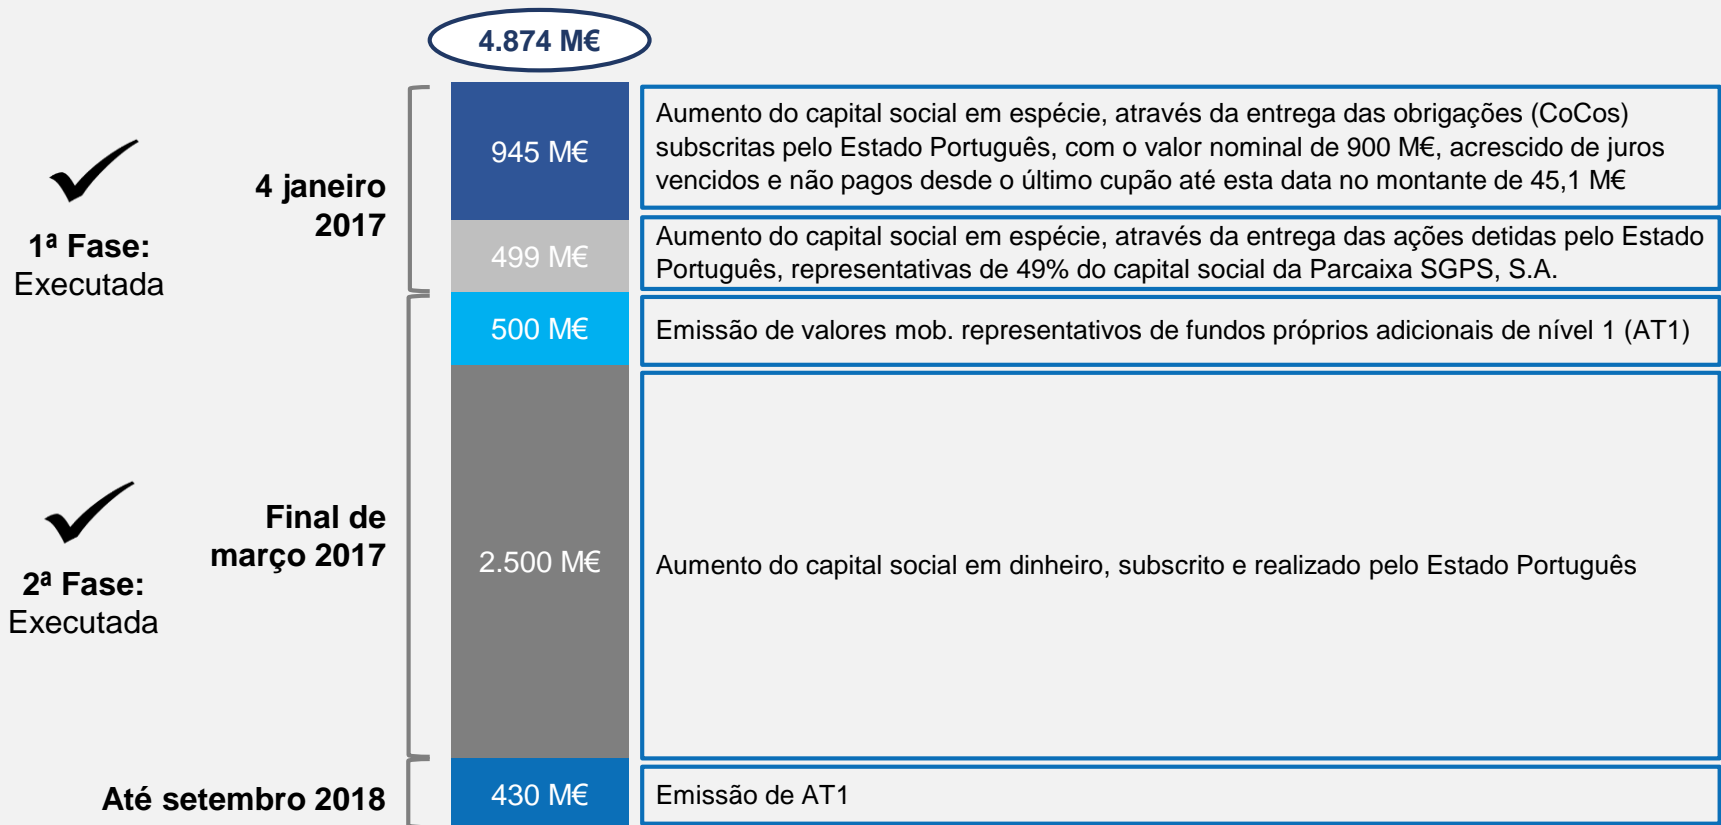 4.874 M€
1ª Fase:
Executada
4 janeiro
2017
945 M€
Aumento do capital social em espécie, através da entrega das obrigações (CoCos)
subscritas pelo Estado Português, com o valor nominal de 900 M€, acrescido de juros
vencidos e não pagos desde o último cupão até esta data no montante de 45,1 M€
499 M€
Aumento do capital social em espécie, através da entrega das ações detidas pelo Estado
Português, representativas de 49% do capital social da Parcaixa SGPS, S.A.
2ª Fase:
Executada
Final de
março 2017
500 M€
Emissão de valores mob. representativos de fundos próprios adicionais de nível 1 (AT1)
2.500 M€
Aumento do capital social em dinheiro, subscrito e realizado pelo Estado Português
Até setembro 2018
430 M€
Emissão de AT1